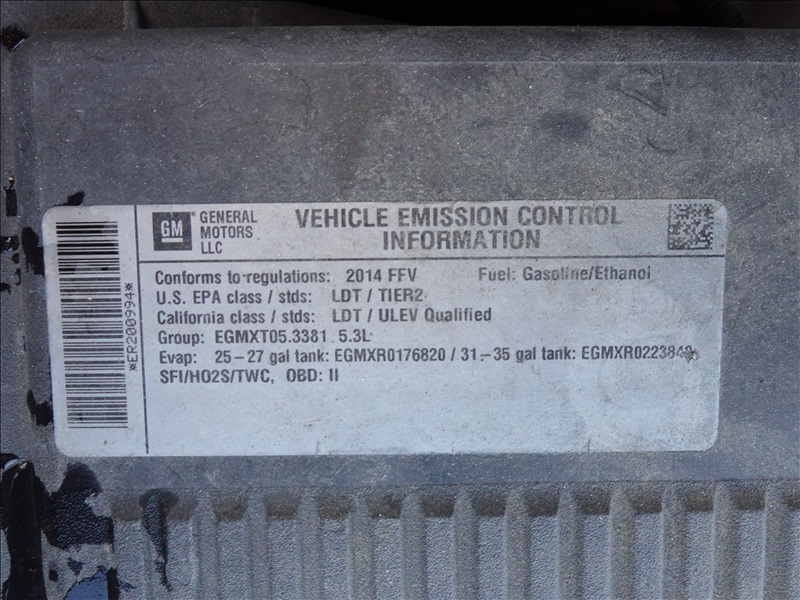 GM
GENERAL
MOTORS
LLC
VEHICLE EMISSION CONTROL
INFORMATION
Conforms to regulations: 2014 FFV Fuel: Gasoline/Ethanol
U.S. EPA class / stds: LDT / TIER2
California class / stds: LDT / ULEV Qualified
Group: EGMXT05.3381 5.3L
Evap: 25-27 gal tank: EGMXR0176820 / 31-35 gal tank:
SFI/HO2S/TWC, OBD: II
*ER200994*